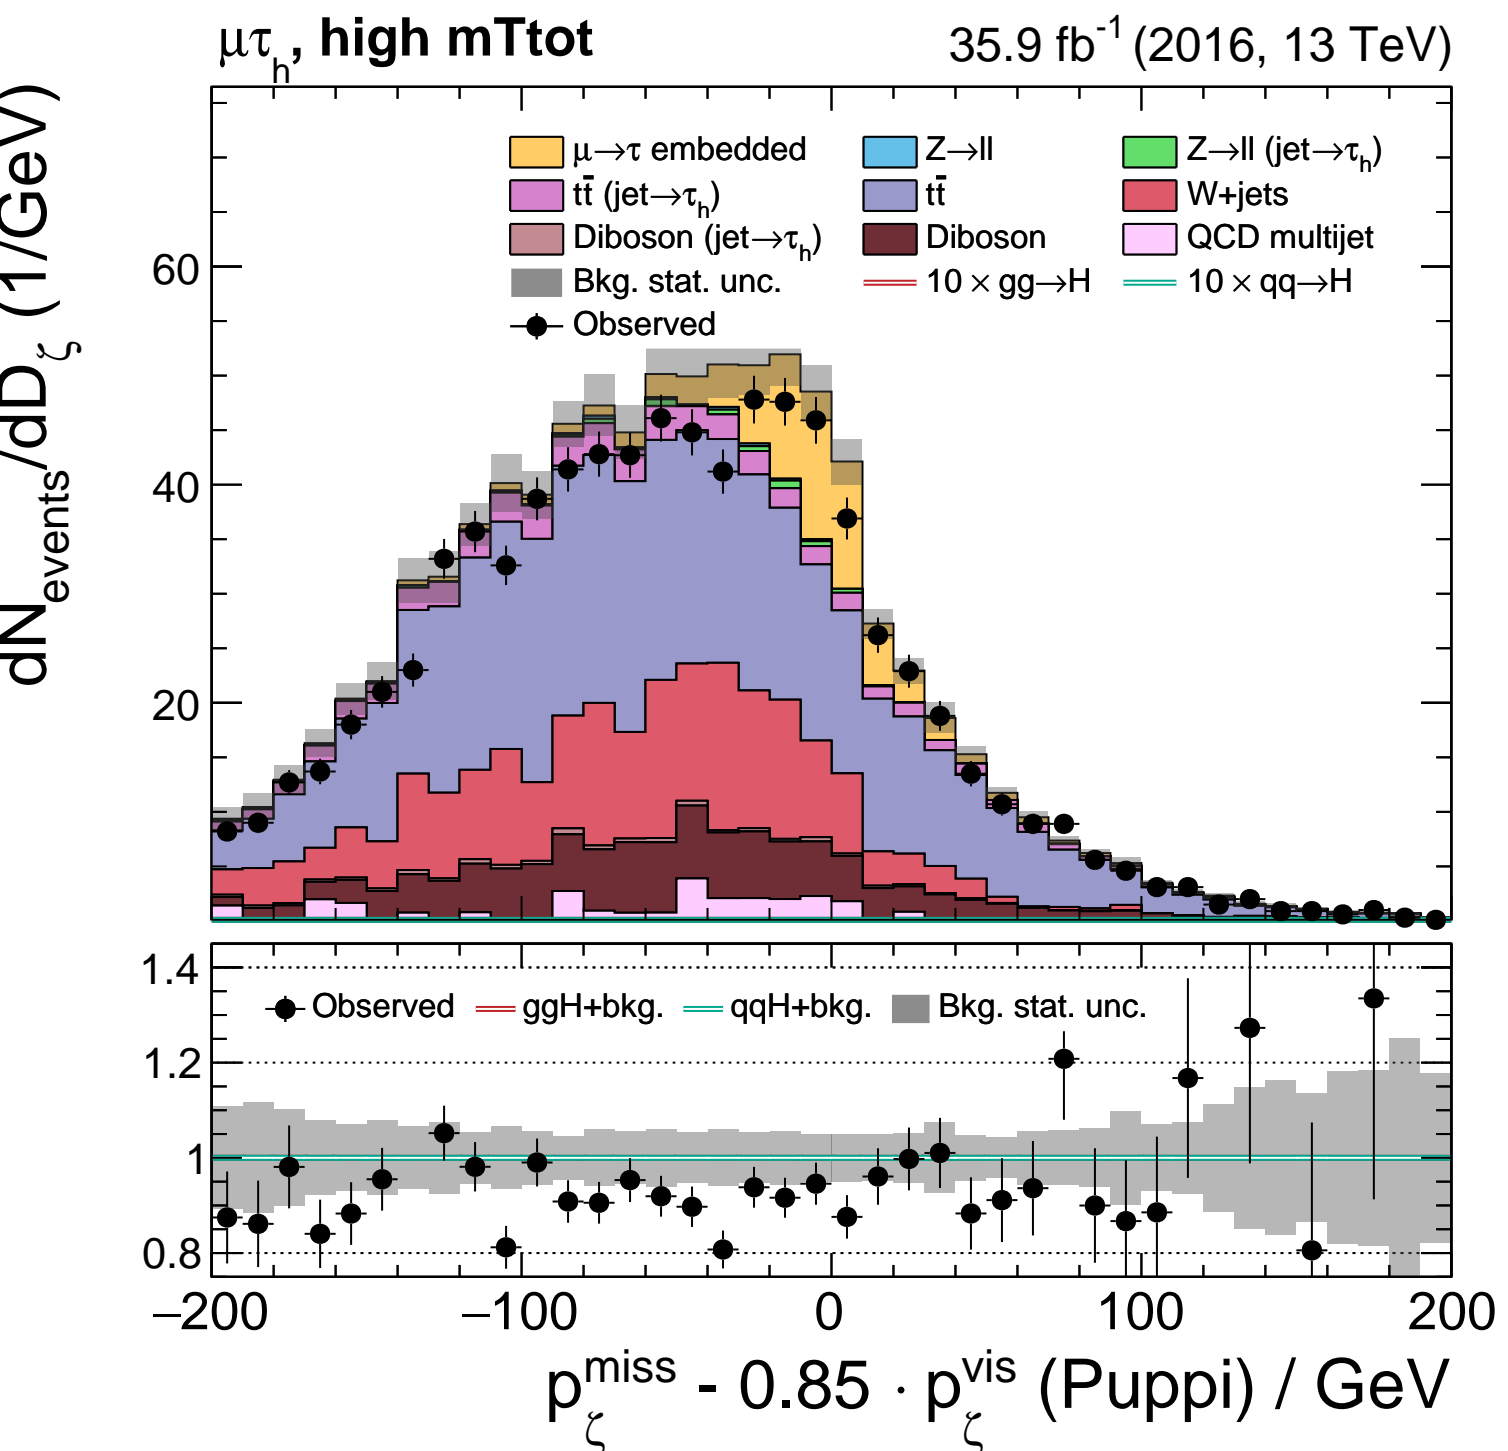 μτh, high mTtot
35.9 fb-1 (2016, 13 TeV)
dNevents/dDζ (1/GeV)
μ→τ embedded
Z→ll
Z→ll (jet→τh)
tt̄ (jet→τh)
tt̄
W+jets
Diboson (jet→τh)
Diboson
QCD multijet
Bkg. stat. unc.
10 × gg→H
10 × qq→H
Observed
60
40
20
1.4
Observed
ggH+bkg.
qqH+bkg.
Bkg. stat. unc.
1.2
1
0.8
−200
−100
0
100
200
pζmiss - 0.85 · pζvis (Puppi) / GeV